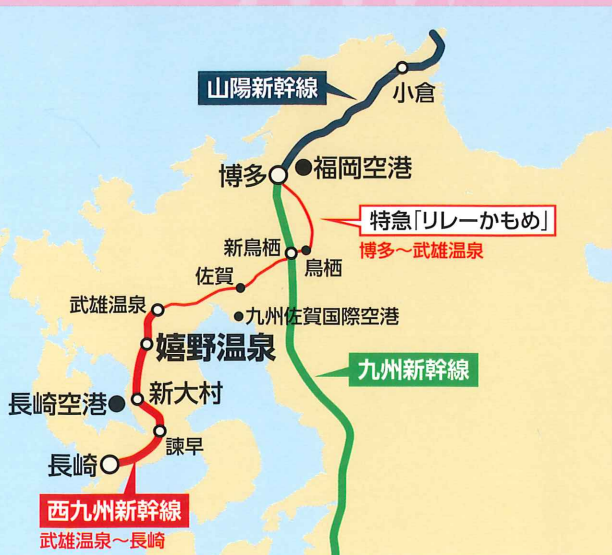 山陽新幹線
小倉
博多
福岡空港
特急「リレーかもめ」
博多～武雄温泉
新鳥栖
鳥栖
佐賀
武雄温泉
九州佐賀国際空港
嬉野温泉
九州新幹線
長崎空港
新大村
諫早
長崎
西九州新幹線
武雄温泉～長崎